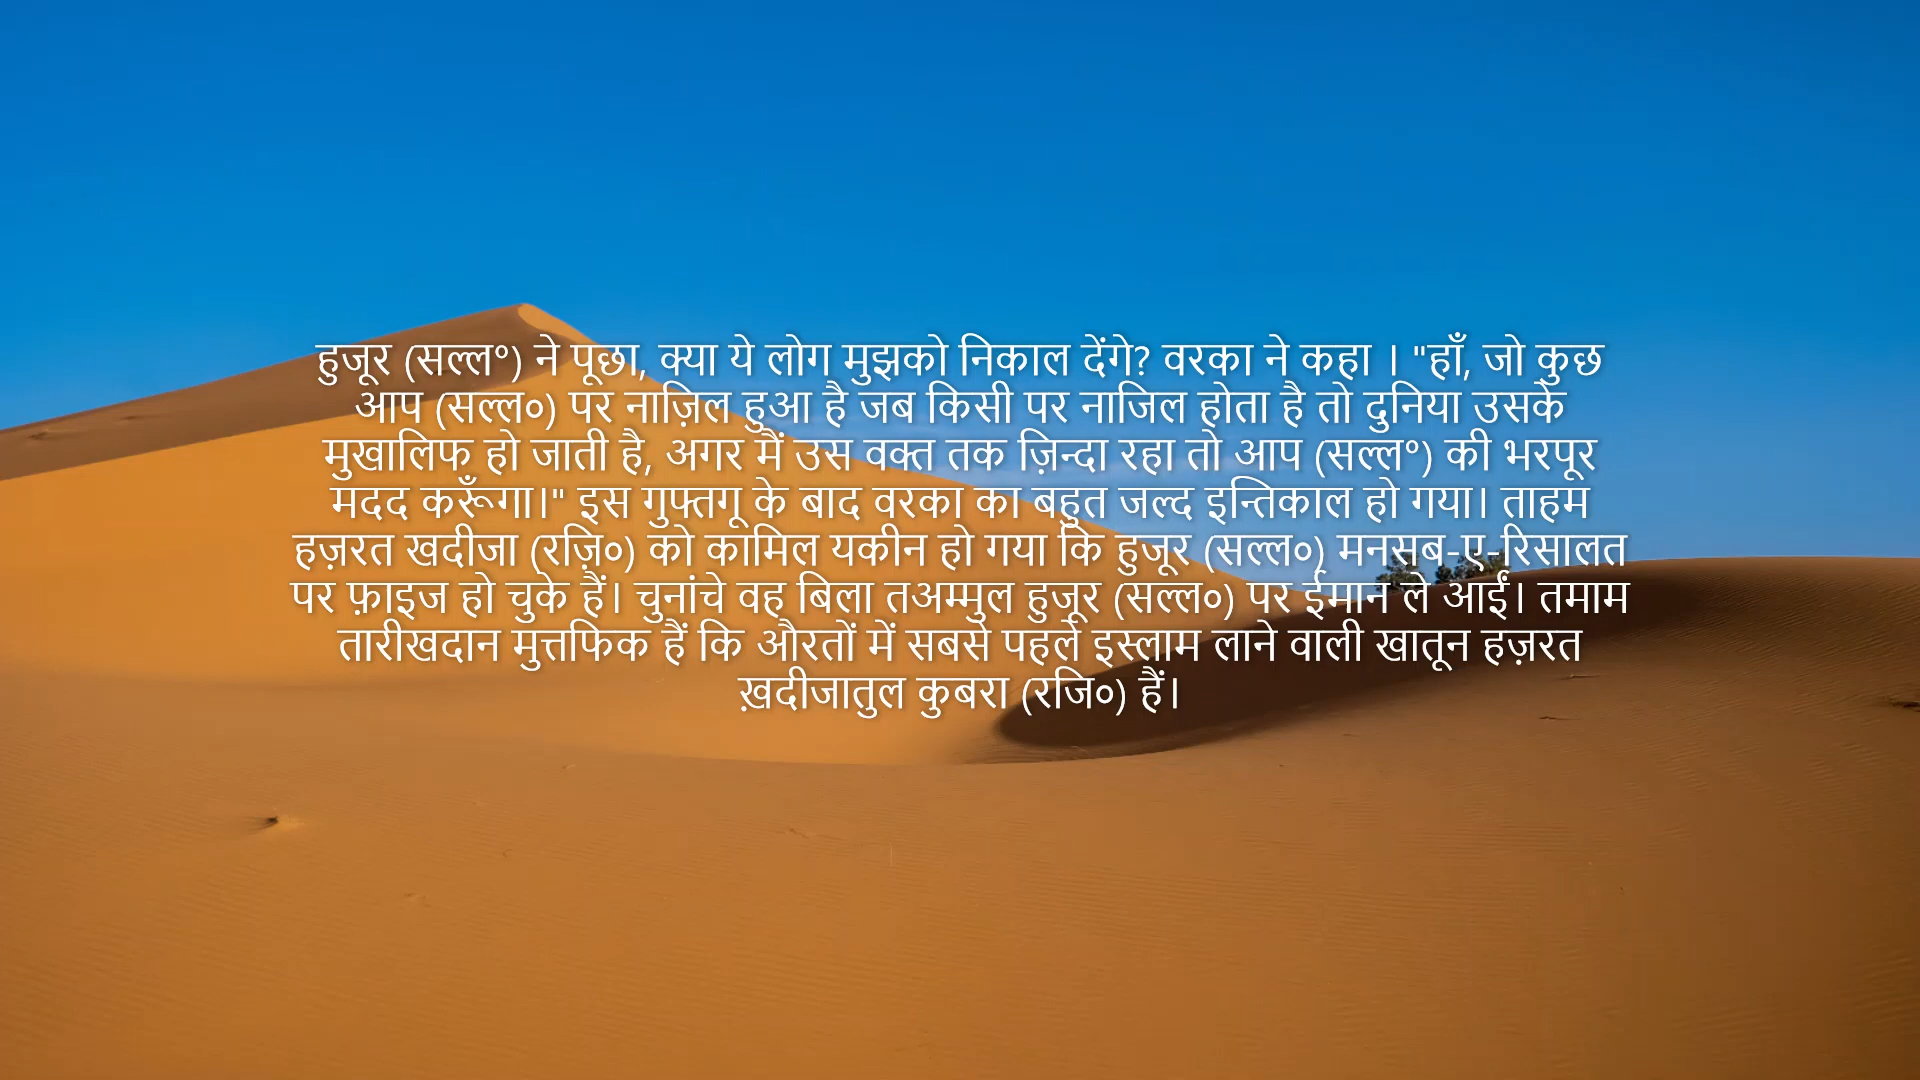 हुजूर (सल्ल°) ने पूछा, क्या ये लोग मुझको निकाल देंगे? वरका ने कहा । "हाँ, जो कुछ
आप (सल्ल०) पर नाज़िल हुआ है जब किसी पर नाजिल होता है तो दुनिया उसके
मुखालिफ हो जाती है, अगर मैं उस वक्त तक ज़िन्दा रहा तो आप (सल्ल°) की भरपूर
मदद करूँगा।" इस गुफ्तगू के बाद वरका का बहुत जल्द इन्तिकाल हो गया। ताहम
हज़रत खदीजा (रज़ि०) को कामिल यकीन हो गया कि हुजूर (सल्ल०) मनसब-ए-रिसालत
पर फ़ाइज हो चुके हैं। चुनांचे वह बिला तअम्मुल हुजूर (सल्ल०) पर ईमान ले आईं। तमाम
तारीखदान मुत्तफिक हैं कि औरतों में सबसे पहले इस्लाम लाने वाली खातून हज़रत
ख़दीजातुल कुबरा (रजि०) हैं।